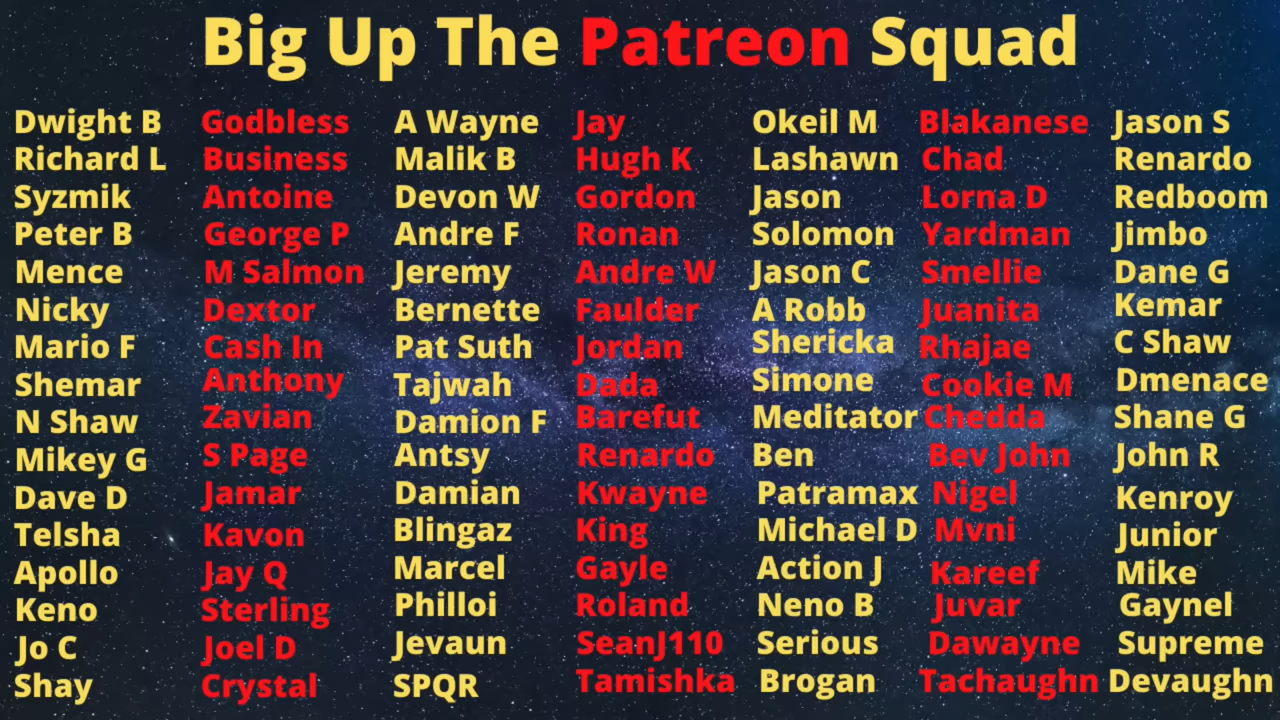 Big Up The Patreon Squad
Dwight B Godbless A Wayne Jay Okeil M Blakanese Jason S
Richard L Business Malik B Hugh K Lashawn Chad Renardo
Syzmik Antoine Devon W Gordon Jason Lorna D Redboom
Peter B George P Andre F Ronan Solomon Yardman Jimbo
Mence M Salmon Jeremy Andre W Jason C Smellie Dane G
Nicky Dextor Bernette Faulder A Robb Juanita Kemar
Mario F Cash In Pat Suth Jordan Shericka Rhajae C Shaw
Shemar Anthony Tajwah Dada Simone Cookie M Dmenace
N Shaw Zavian Damion F Barefut Meditator Chedda Shane G
Mikey G S Page Antsy Renardo Ben Bev John John R
Dave D Jamar Damian Kwayne Patramax Nigel Kenroy
Telsha Kavon Blingaz King Michael D Mvni Junior
Apollo Jay Q Marcel Gayle Action J Kareef Mike
Keno Sterling Philloi Roland Neno B Juvar Gaynel
Jo C Joel D Jevaun SeanJ110 Serious Dawayne Supreme
Shay Crystal SPQR Tamishka Brogan Tachaughn Devaughn